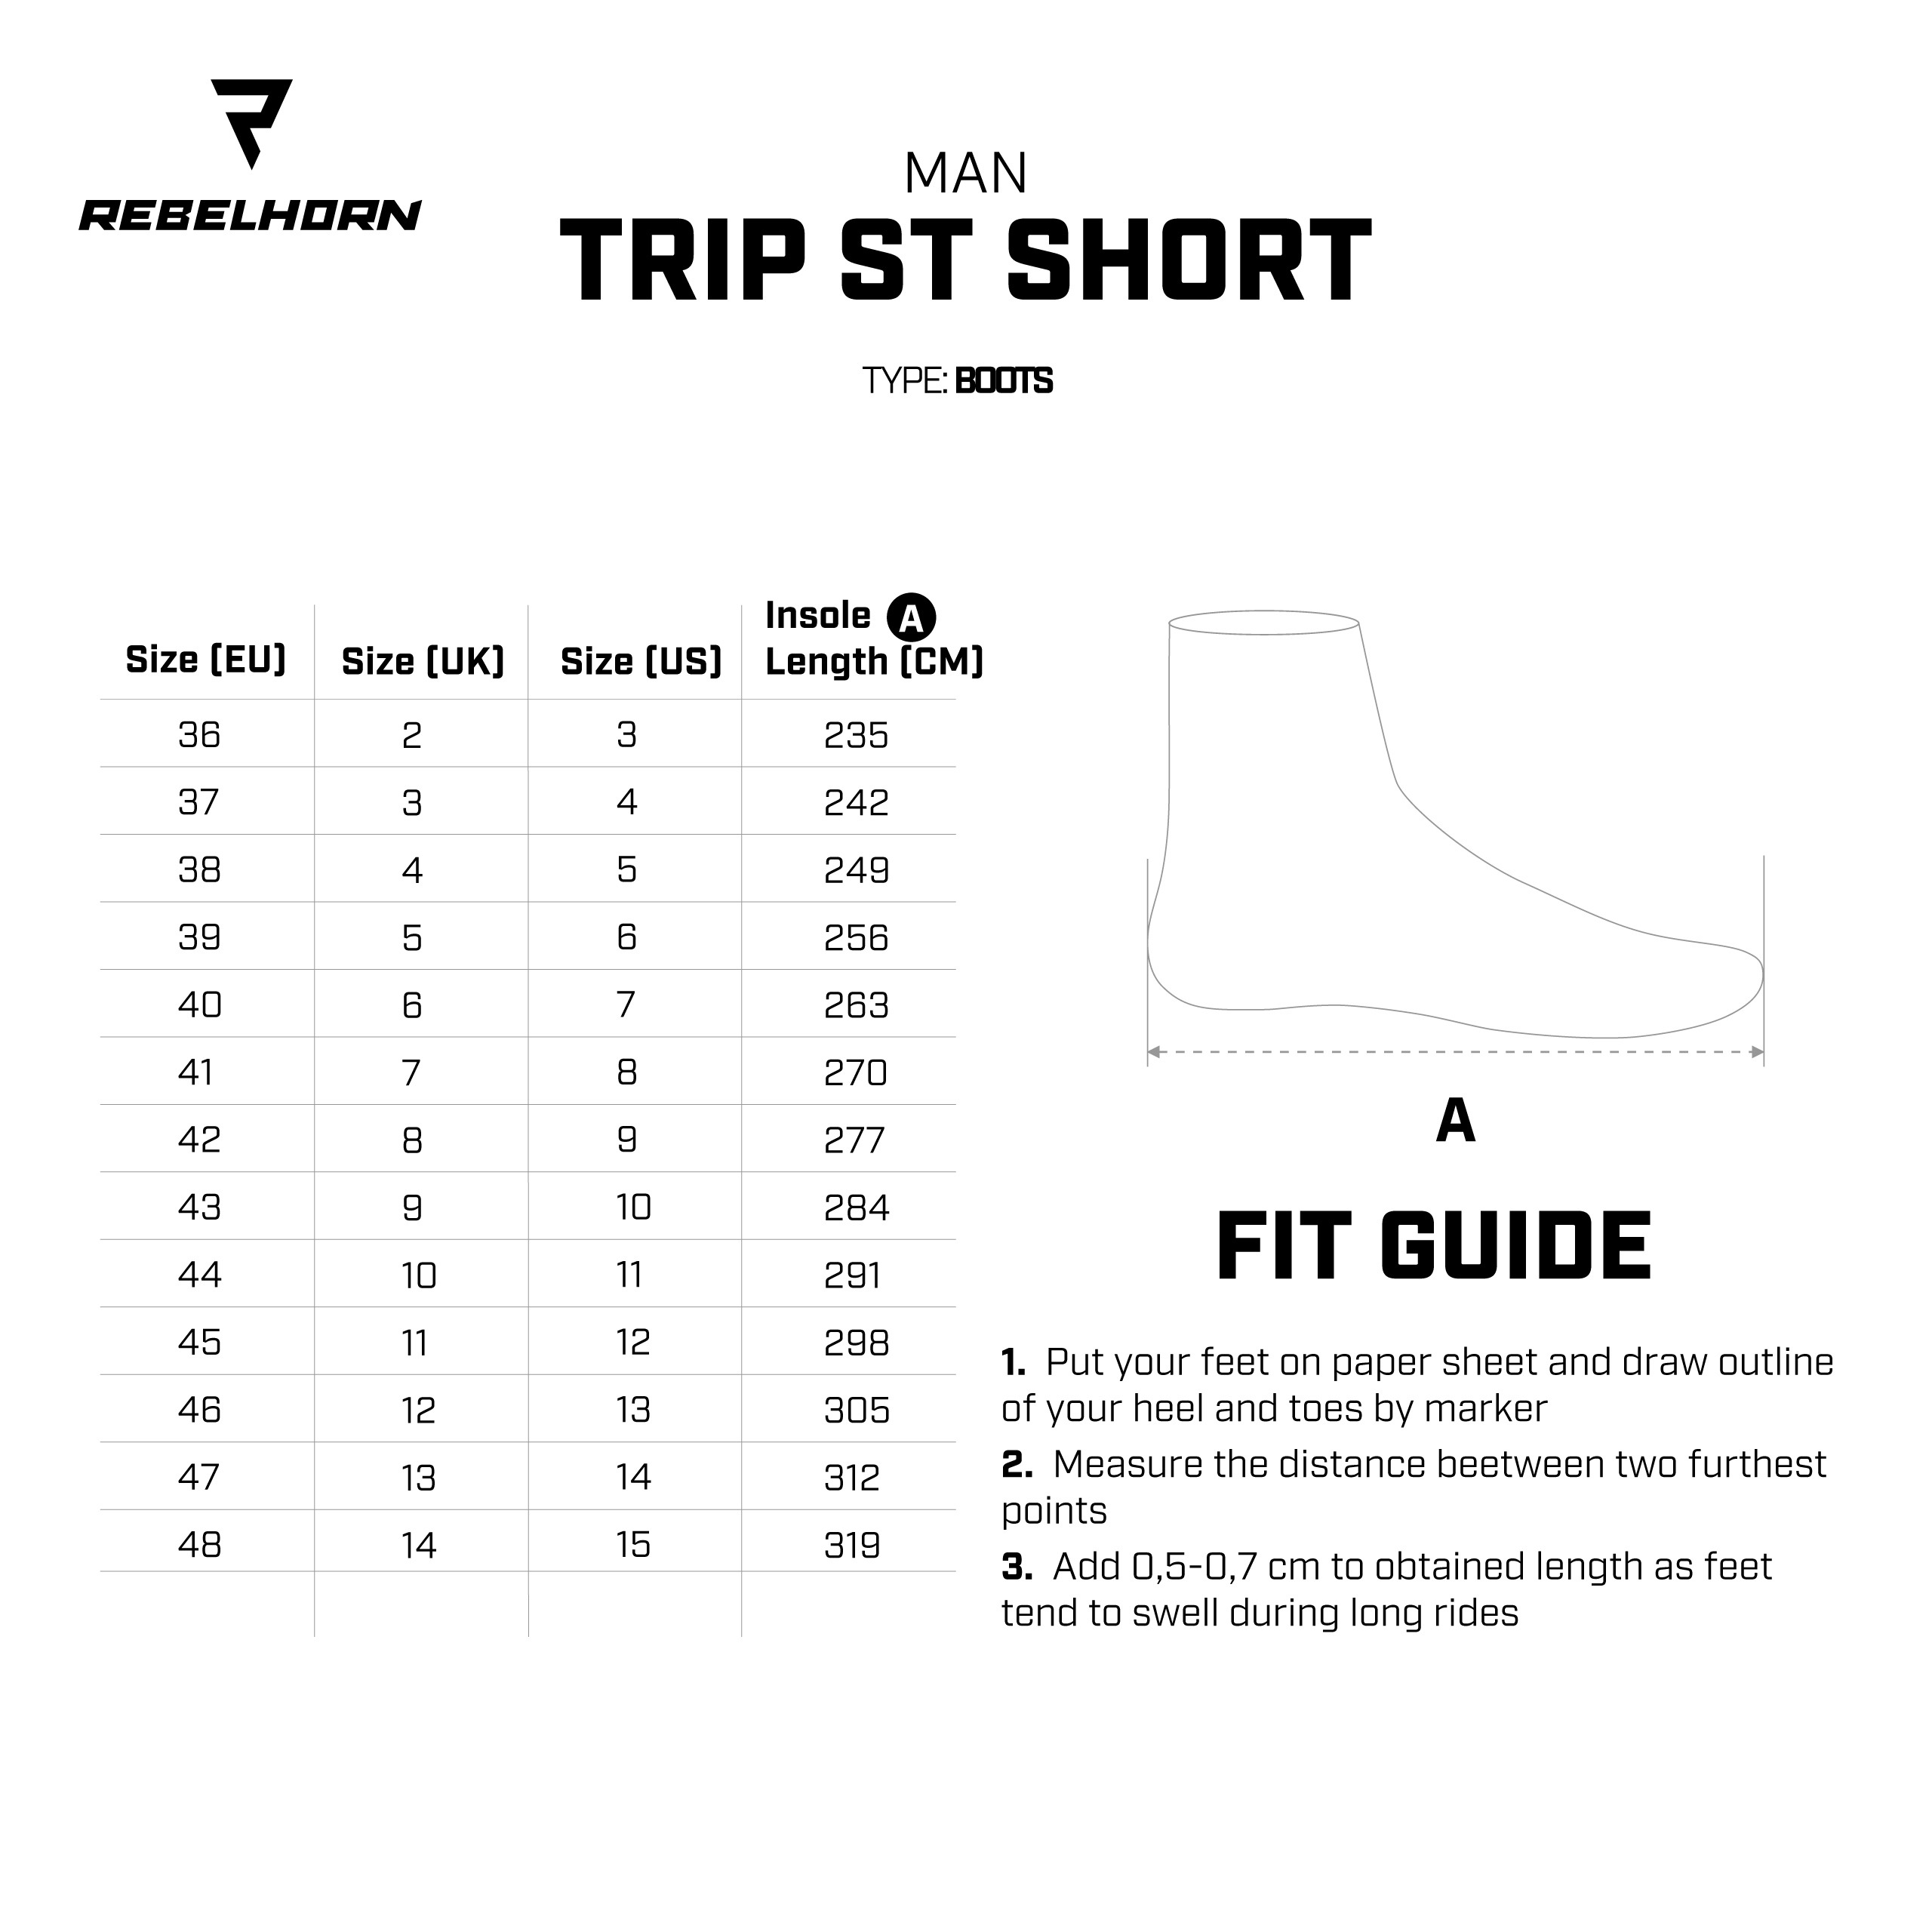 REBELHORN
MAN
TRIP ST SHORT
TYPE: BOOTS
Size (EU) Size (UK) Size (US) Insole A Length (CM)
36 2 3 235
37 3 4 242
38 4 5 249
39 5 6 256
40 6 7 263
41 7 8 270
42 8 9 277
43 9 10 284
44 10 11 291
45 11 12 298
46 12 13 305
47 13 14 312
48 14 15 319
A
FIT GUIDE
1. Put your feet on paper sheet and draw outline
of your heel and toes by marker
2. Measure the distance beetween two furthest
points
3. Add 0,5-0,7 cm to obtained length as feet
tend to swell during long rides